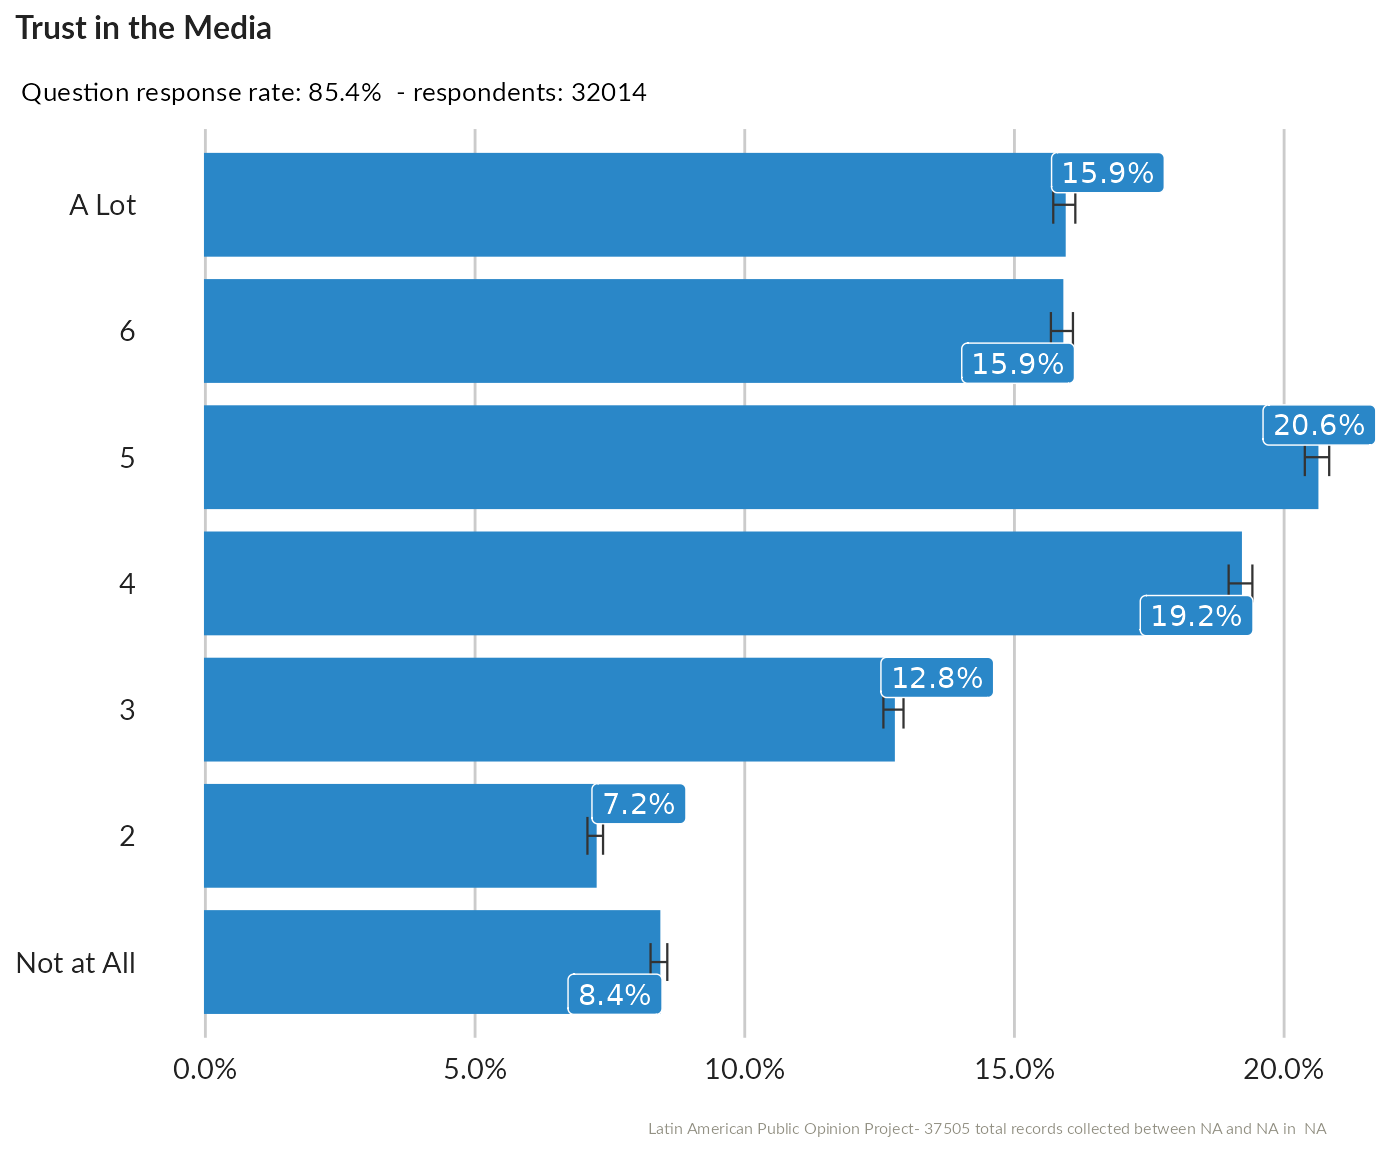 Trust in the Media
Question response rate: 85.4%  - respondents: 32014
A Lot
15.9%
6
15.9%
5
20.6%
4
19.2%
3
12.8%
2
7.2%
Not at All
8.4%
0.0% 5.0% 10.0% 15.0% 20.0%
Latin American Public Opinion Project- 37505 total records collected between NA and NA in  NA